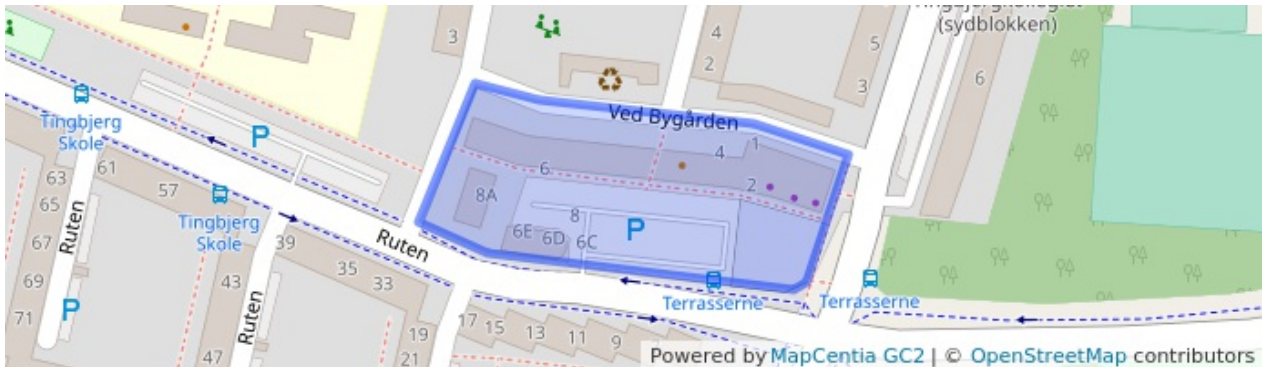 (sydblokken)
3
4
2
5
3
6
Ved Bygården
1
4
2
6
8A
8
P
6E
6D
6C
Tingbjerg
Skole
P
Tingbjerg
Skole
63
65
67
69
71
61
57
Ruten
P
39
43
47
Ruten
35
33
19
21
Ruten
17
15
13
11
9
Terrasserne
Terrasserne
Powered by MapCentia GC2 | © OpenStreetMap contributors